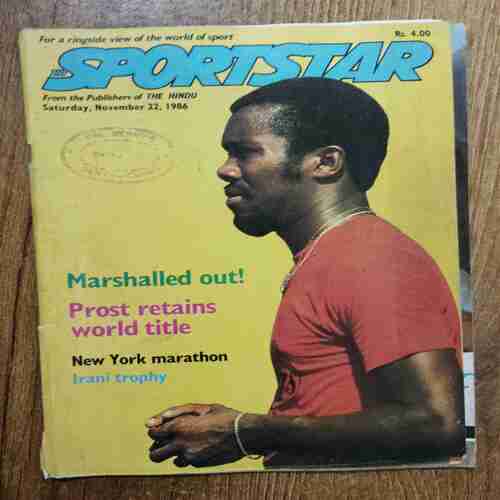 For a ringside view of the world of sport
Rs. 4.00
THE
SPORTSTAR
From the Publishers of THE HINDU
Saturday, November 22, 1986
Marshalled out!
Prost retains
world title
New York marathon
Irani trophy